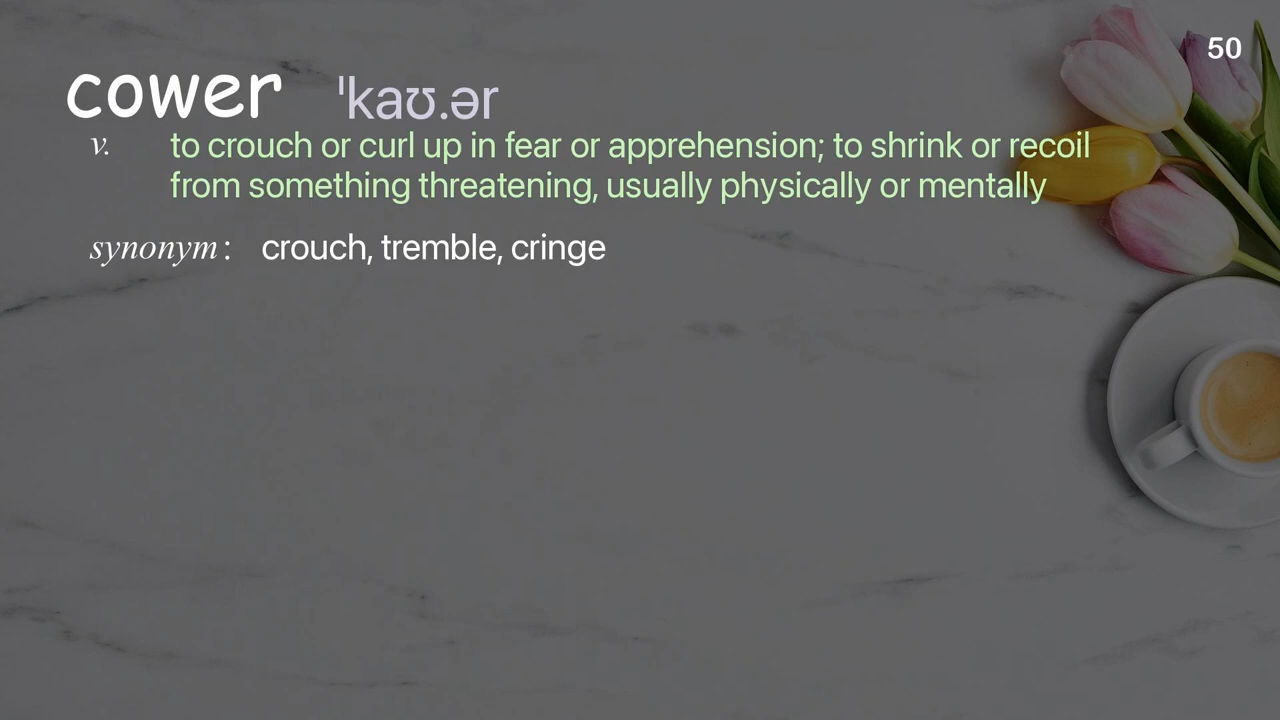 50
cower ˈkaʊ.ər
v. to crouch or curl up in fear or apprehension; to shrink or recoil
from something threatening, usually physically or mentally
synonym : crouch, tremble, cringe